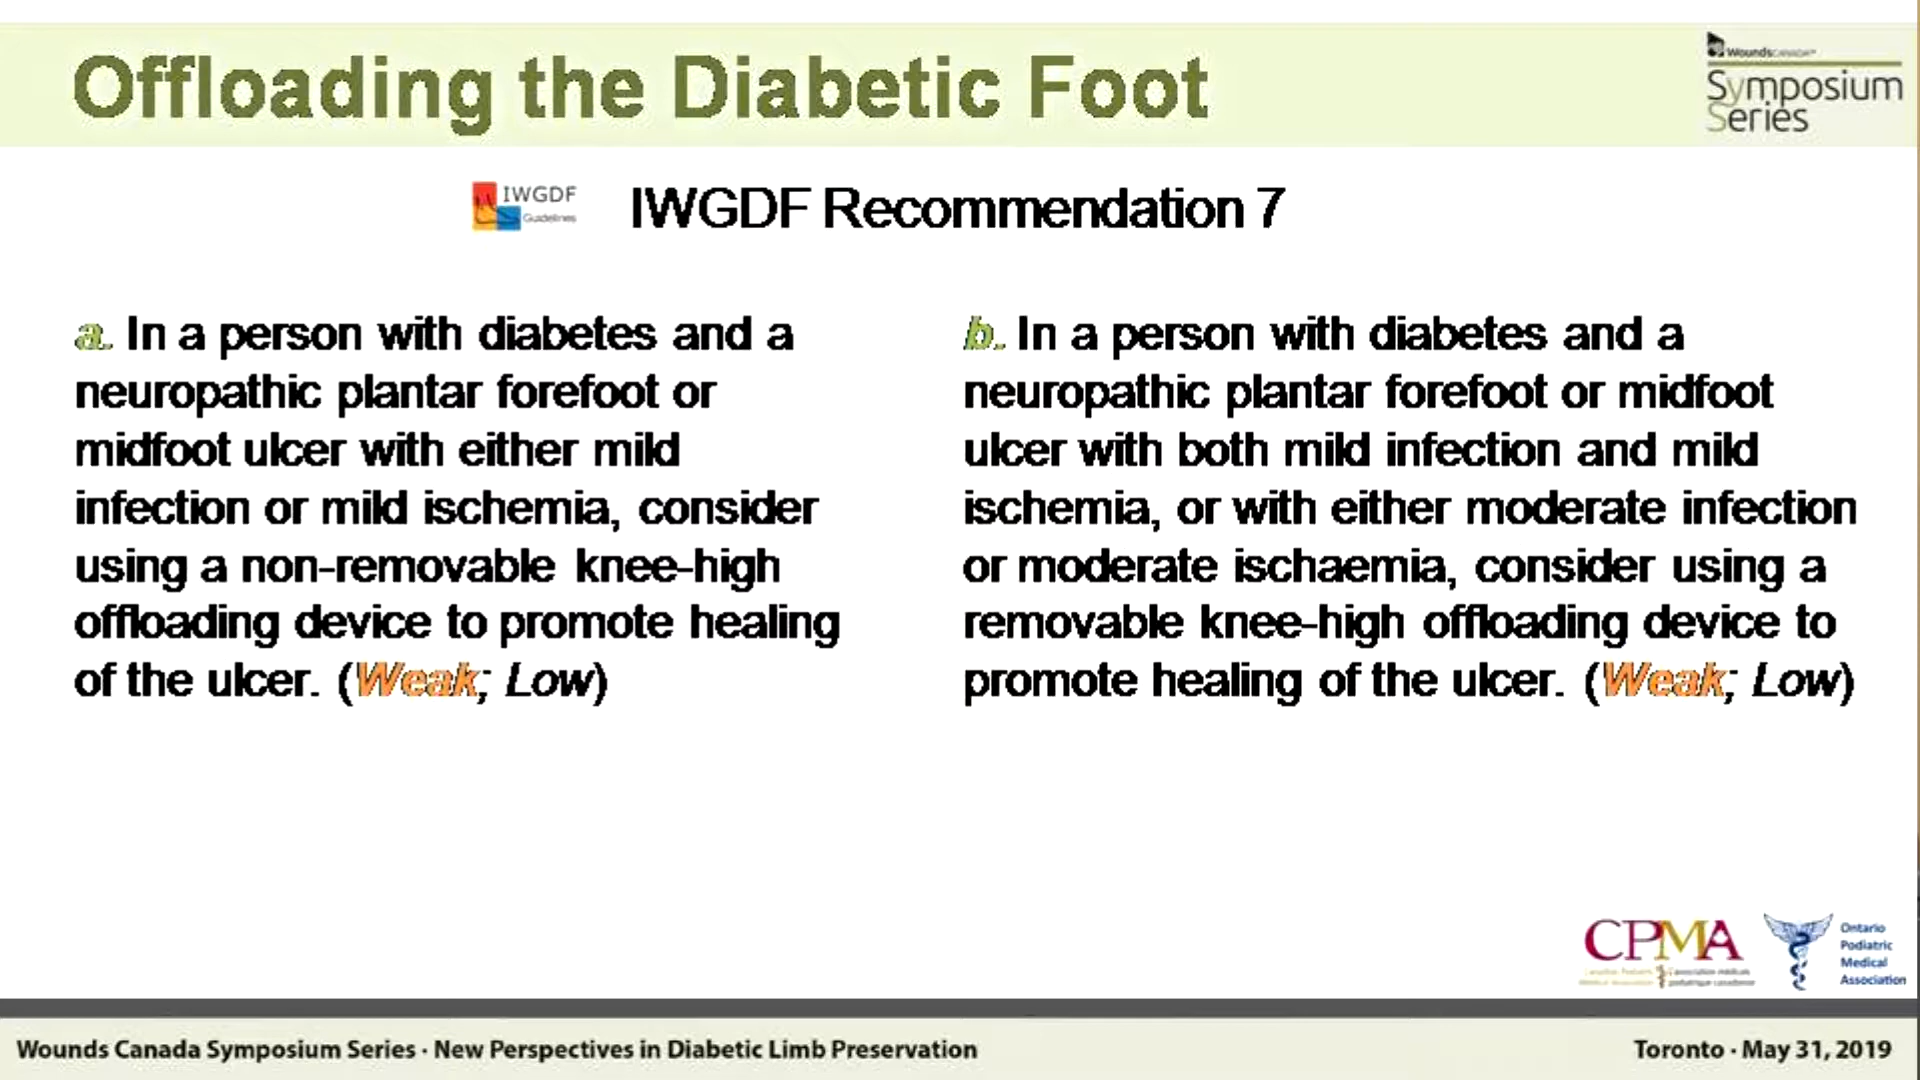 Offloading the Diabetic Foot
Wounds CANADA
Symposium
Series
IWGDF
Guidelines
IWGDF Recommendation 7
a. In a person with diabetes and a
neuropathic plantar forefoot or
midfoot ulcer with either mild
infection or mild ischemia, consider
using a non-removable knee-high
offloading device to promote healing
of the ulcer. (Weak; Low)
b. In a person with diabetes and a
neuropathic plantar forefoot or midfoot
ulcer with both mild infection and mild
ischemia, or with either moderate infection
or moderate ischaemia, consider using a
removable knee-high offloading device to
promote healing of the ulcer. (Weak; Low)
CPMA
Ontario
Podiatric
Medical
Association
Wounds Canada Symposium Series · New Perspectives in Diabetic Limb Preservation
Toronto · May 31, 2019